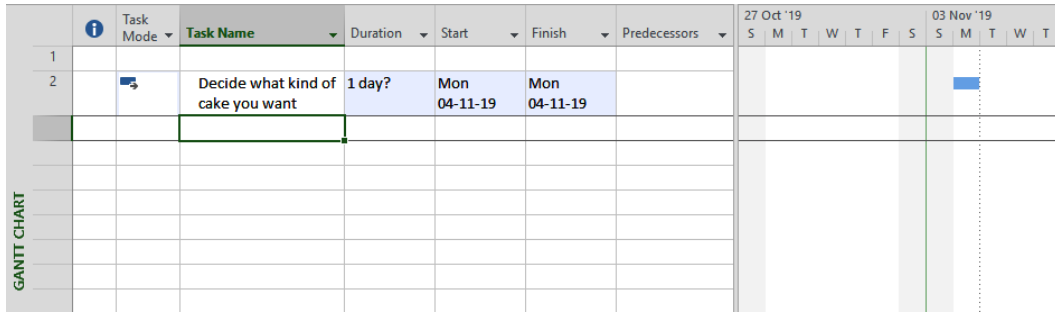 27 Oct '19 03 Nov '19
Task
Mode Task Name Duration Start Finish Predecessors S M T W T F S S M T W T
1
2 Decide what kind of 1 day? Mon Mon
cake you want 04-11-19 04-11-19
GANTT CHART